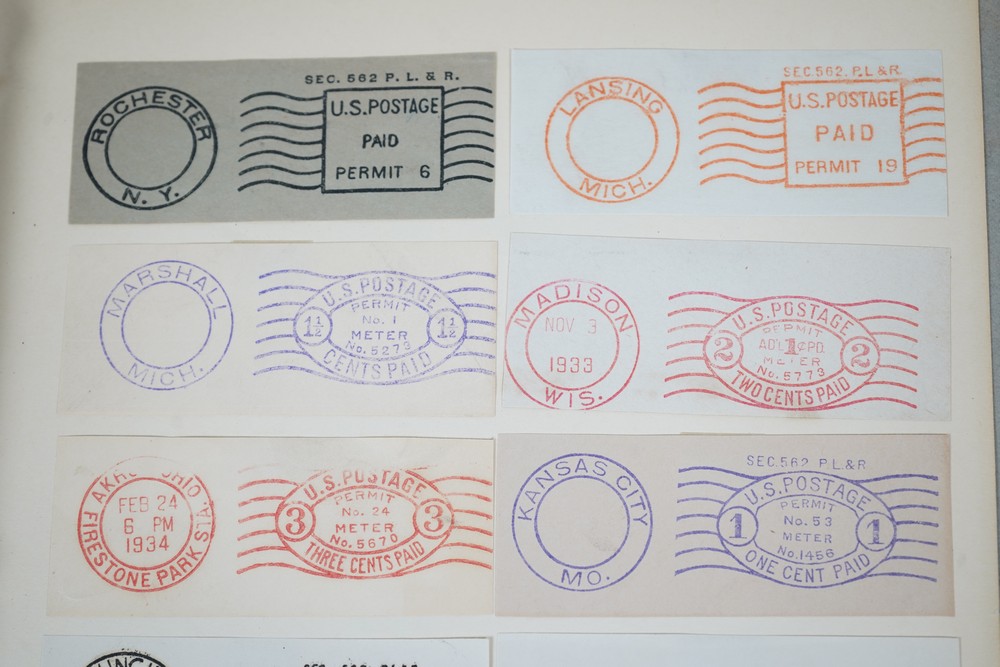 ROCHESTER
N. Y.
SEC. 562 P. L. & R.
U.S.POSTAGE
PAID
PERMIT 6
LANSING
MICH.
SEC.562. P.L.&R.
U.S.POSTAGE
PAID
PERMIT 19
MARSHALL
MICH.
U.S.POSTAGE
PERMIT
No. 1
1½ 1½
METER
No.5273
CENTS PAID
MADISON
NOV 3
1933
WIS.
U.S.POSTAGE
PERMIT
AD'L 1¢ PD.
2 2
METER
No.5773
TWO CENTS PAID
OHIO
FEB 24
6 PM
1934
FIRESTONE PARK STA.
U.S.POSTAGE
PERMIT
No. 24
3 3
METER
No.5670
THREE CENTS PAID
KANSAS CITY
MO.
SEC.562 P.L.&R
U.S.POSTAGE
PERMIT
No.53
1 1
METER
No.1456
ONE CENT PAID